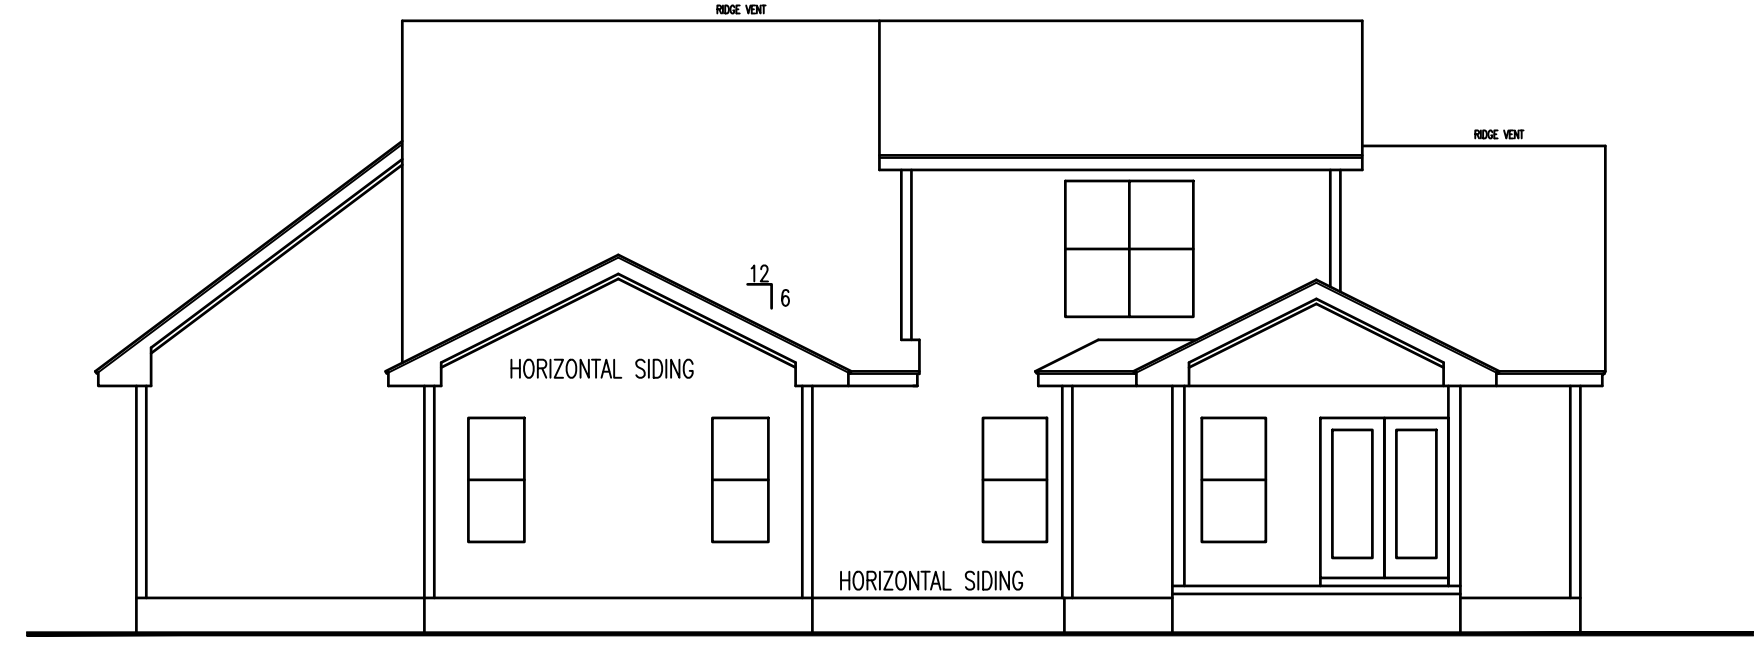 RIDGE VENT
RIDGE VENT
12
6
HORIZONTAL SIDING
HORIZONTAL SIDING